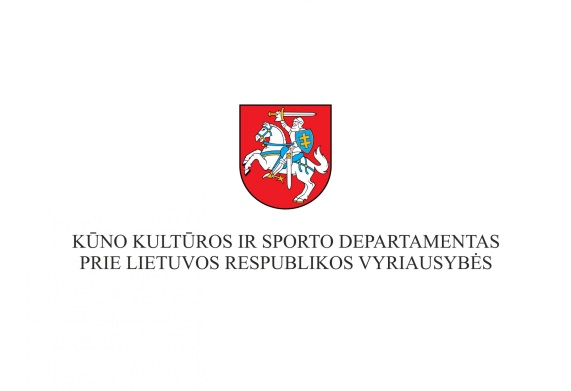 KŪNO KULTŪROS IR SPORTO DEPARTAMENTAS
PRIE LIETUVOS RESPUBLIKOS VYRIAUSYBĖS